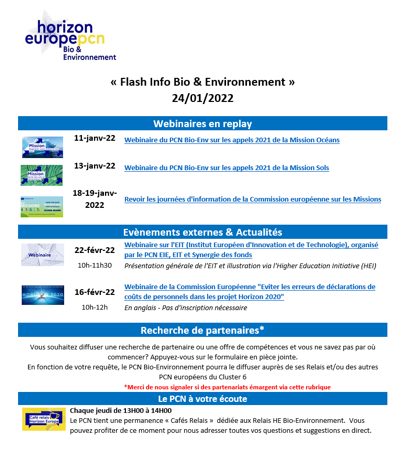 horizon
europepcn
Bio &
Environnement
« Flash Info Bio & Environnement »
24/01/2022
Webinaires en replay
11-janv-22
Webinaire du PCN Bio-Env sur les appels 2021 de la Mission Océans
13-janv-22
Webinaire du PCN Bio-Env sur les appels 2021 de la Mission Sols
18-19-janv-
2022
Revoir les journées d'information de la Commission européenne sur les Missions
Evènements externes & Actualités
Webinaire
22-févr-22
Webinaire sur l'EIT (Institut Européen d'Innovation et de Technologie), organisé
par le PCN EIE, EIT et Synergie des fonds
10h-11h30
Présentation générale de l'EIT et illustration via l'Higher Education Initiative (HEI)
16-févr-22
Webinaire de la Commission Européenne "Eviter les erreurs de déclarations de
coûts de personnels dans les projet Horizon 2020"
10h-12h
En anglais - Pas d'inscription nécessaire
Recherche de partenaires*
Vous souhaitez diffuser une recherche de partenaire ou une offre de compétences et vous ne savez pas par où
commencer? Appuyez-vous sur le formulaire en pièce jointe.
En fonction de votre requête, le PCN Bio-Environnement pourra le diffuser auprès de ses Relais et/ou des autres
PCN européens du Cluster 6
*Merci de nous signaler si des partenariats émargent via cette rubrique
Le PCN à votre écoute
Café relais
Horizon Europe
Chaque jeudi de 13H00 à 14H00
Le PCN tient une permanence « Cafés Relais » dédiée aux Relais HE Bio-Environnement. Vous
pouvez profiter de ce moment pour nous adresser toutes vos questions et suggestions en direct.